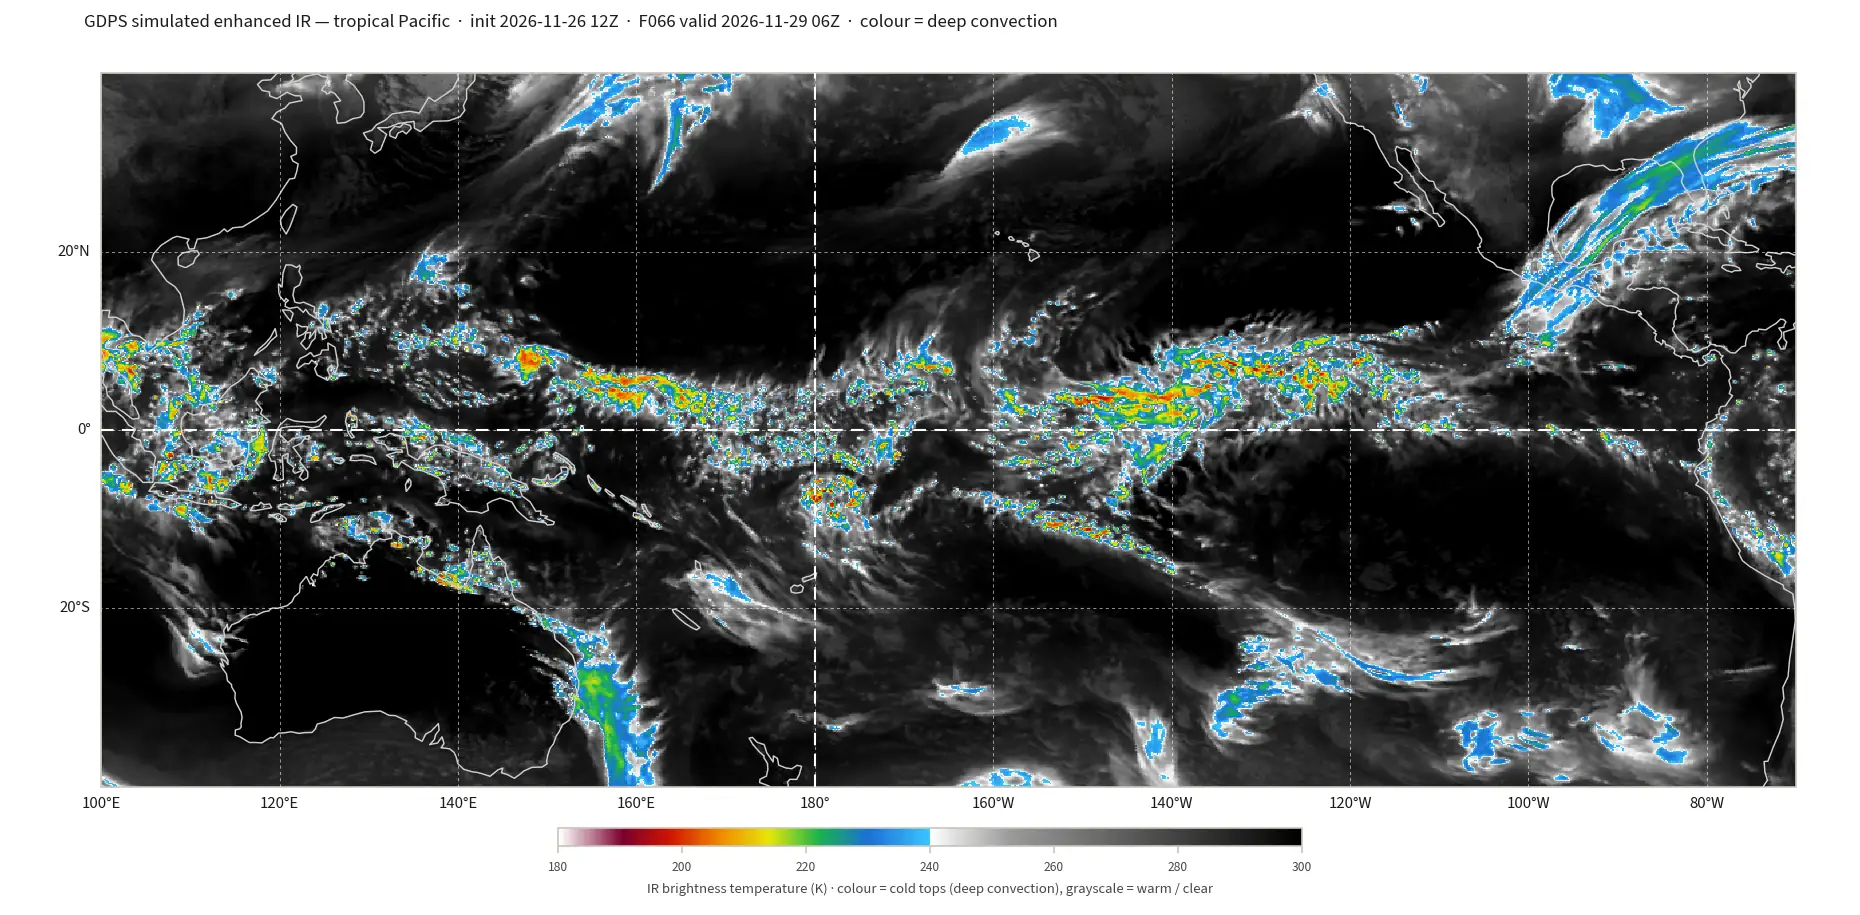 GDPS simulated enhanced IR — tropical Pacific · init 2026-11-26 12Z · F066 valid 2026-11-29 06Z · colour = deep convection
20°N
0°
20°S
100°E 120°E 140°E 160°E 180° 160°W 140°W 120°W 100°W 80°W
180 200 220 240 260 280 300
IR brightness temperature (K) · colour = cold tops (deep convection), grayscale = warm / clear